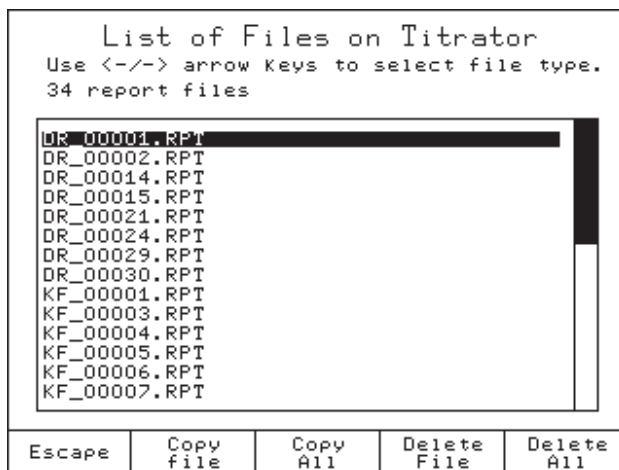 List of Files on Titrator
Use <-/-> arrow Keys to select file type.
34 report files
DR_00001.RPT
DR_00002.RPT
DR_00014.RPT
DR_00015.RPT
DR_00021.RPT
DR_00024.RPT
DR_00029.RPT
DR_00030.RPT
KF_00001.RPT
KF_00003.RPT
KF_00004.RPT
KF_00005.RPT
KF_00006.RPT
KF_00007.RPT
Escape
Copy
file
Copy
All
Delete
File
Delete
All